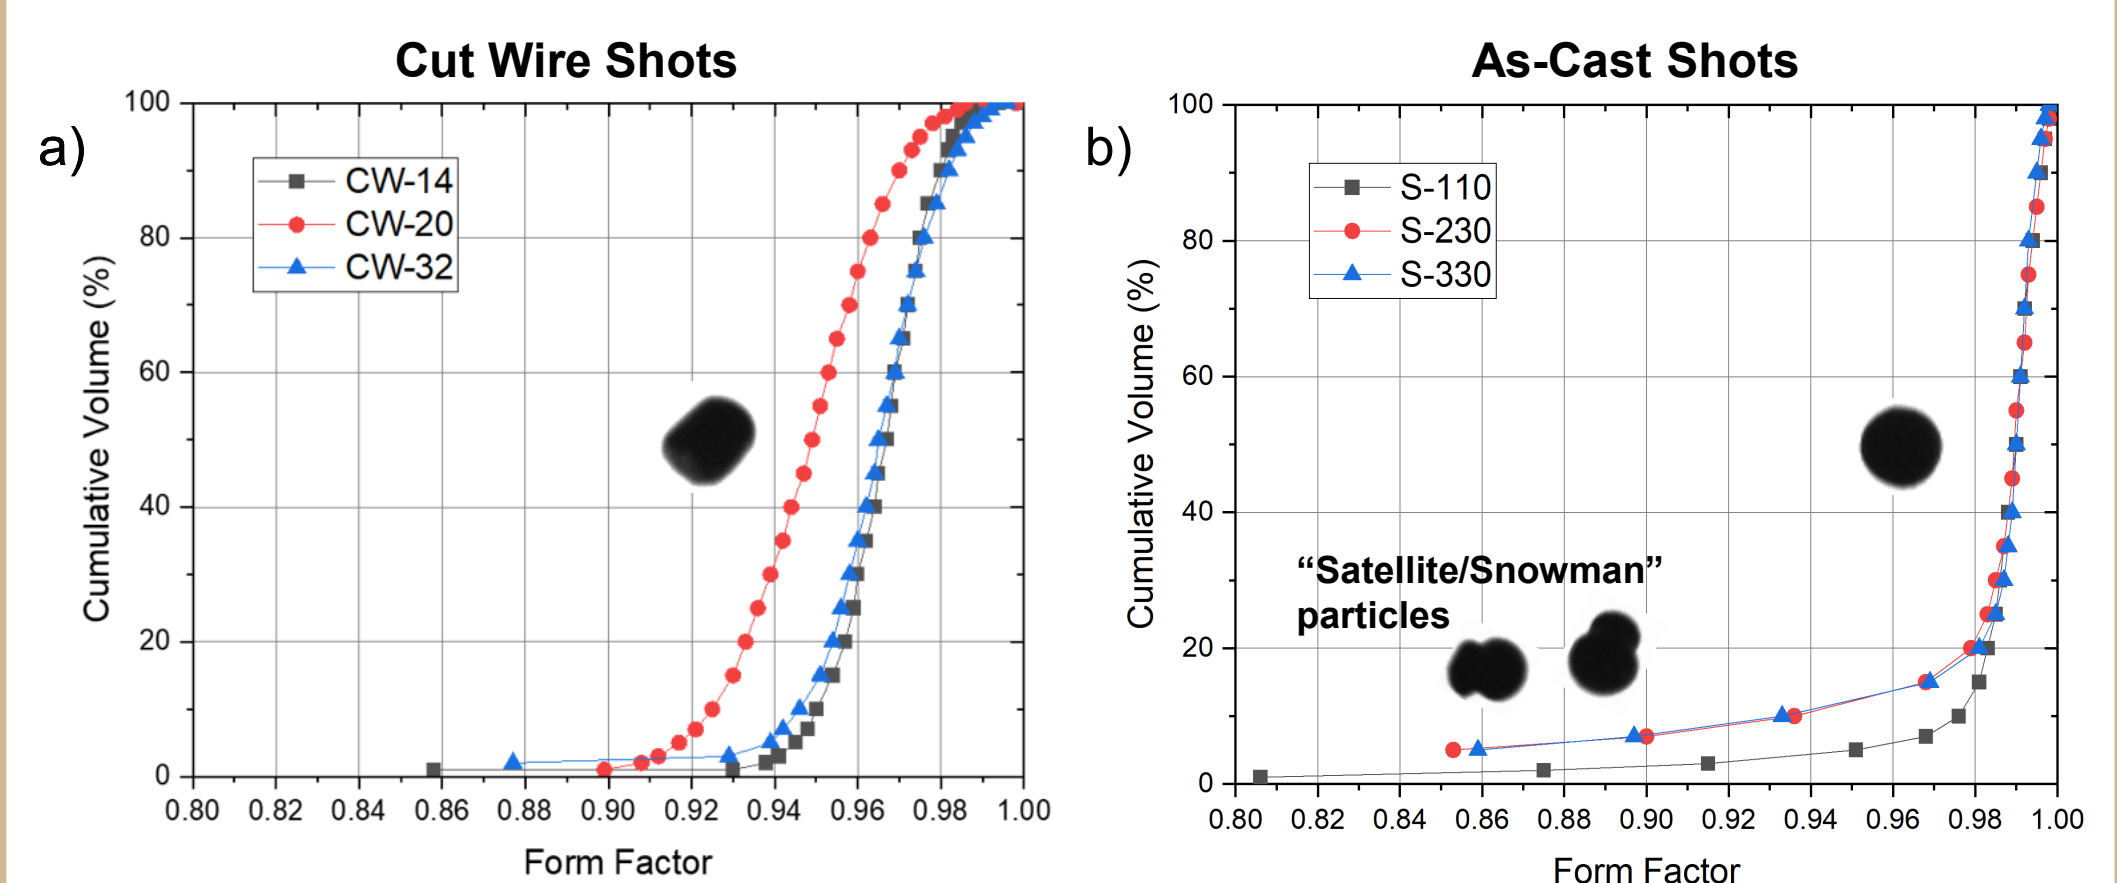 Cut Wire Shots
a)
CW-14
CW-20
CW-32
Cumulative Volume (%)
100
80
60
40
20
0
0.80 0.82 0.84 0.86 0.88 0.90 0.92 0.94 0.96 0.98 1.00
Form Factor
As-Cast Shots
b)
S-110
S-230
S-330
“Satellite/Snowman”
particles
Cumulative Volume (%)
100
80
60
40
20
0
0.80 0.82 0.84 0.86 0.88 0.90 0.92 0.94 0.96 0.98 1.00
Form Factor